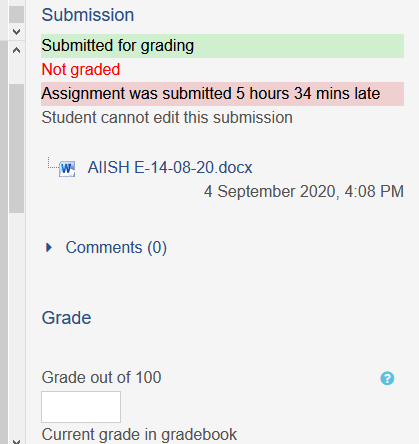 Submission
Submitted for grading
Not graded
Assignment was submitted 5 hours 34 mins late
Student cannot edit this submission
AIISH E-14-08-20.docx
4 September 2020, 4:08 PM
Comments (0)
Grade
Grade out of 100
Current grade in gradebook